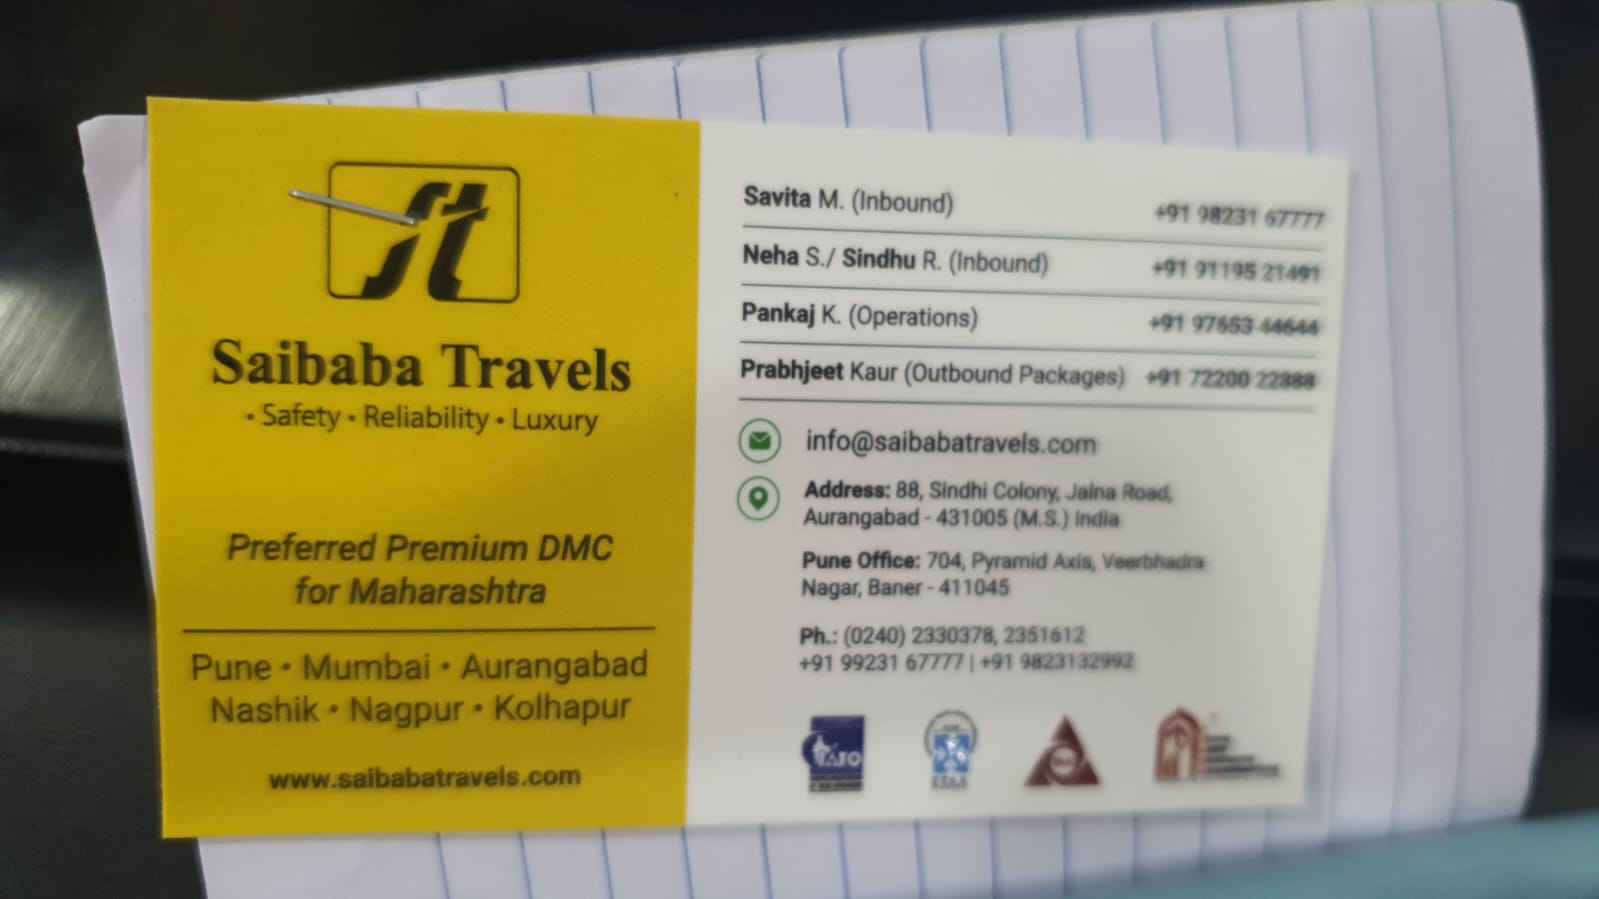 st
Saibaba Travels
• Safety • Reliability • Luxury
Preferred Premium DMC
for Maharashtra
Pune • Mumbai • Aurangabad
Nashik • Nagpur • Kolhapur
www.saibabatravels.com
Savita M. (Inbound) +91 98231 67777
Neha S./ Sindhu R. (Inbound) +91 91195 21491
Pankaj K. (Operations) +91 97653 44644
Prabhjeet Kaur (Outbound Packages) +91 72200 22888
info@saibabatravels.com
Address: 88, Sindhi Colony, Jalna Road,
Aurangabad - 431005 (M.S.) India
Pune Office: 704, Pyramid Axis, Veerbhadra
Nagar, Baner - 411045
Ph.: (0240) 2330378, 2351612
+91 99231 67777 | +91 9823132992
IATO